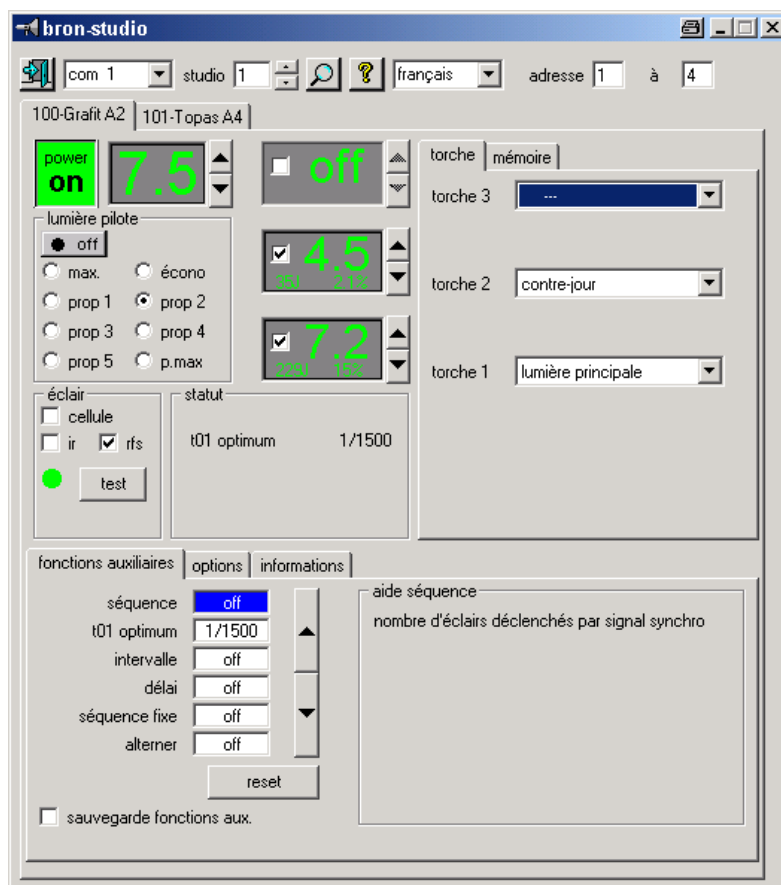 bron-studio
com 1 studio 1 ? français adresse 1 à 4
100-Grafit A2 101-Topas A4
power
on
7.5
off
lumière pilote
off
max. écono
prop 1 prop 2
prop 3 prop 4
prop 5 p.max
4.5
35J 2.1%
7.2
229J 15%
torche mémoire
torche 3 ---
torche 2 contre-jour
torche 1 lumière principale
éclair
cellule
ir rfs
test
statut
t01 optimum 1/1500
fonctions auxiliaires options informations
séquence off
t01 optimum 1/1500
intervalle off
délai off
séquence fixe off
alterner off
reset
sauvegarde fonctions aux.
aide séquence
nombre d'éclairs déclenchés par signal synchro